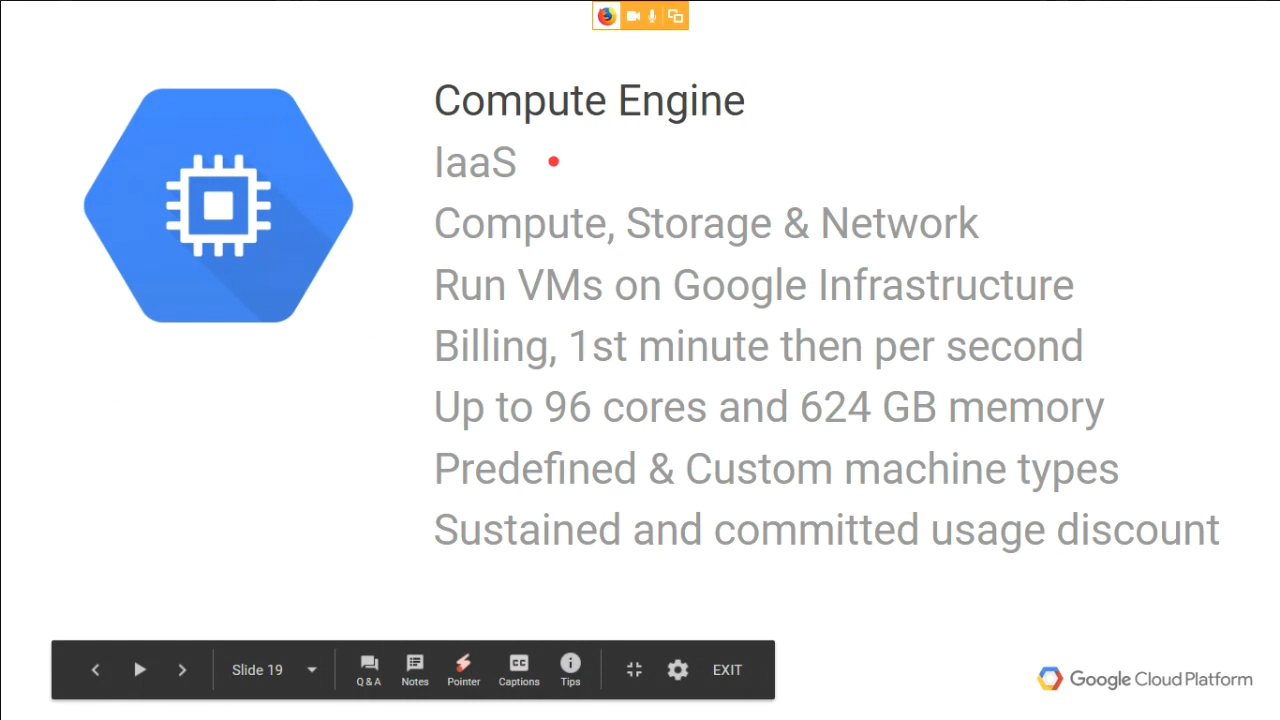 Compute Engine
IaaS
Compute, Storage & Network
Run VMs on Google Infrastructure
Billing, 1st minute then per second
Up to 96 cores and 624 GB memory
Predefined & Custom machine types
Sustained and committed usage discount
Slide 19
Q & A
Notes
Pointer
CC
Captions
Tips
EXIT
Google Cloud Platform